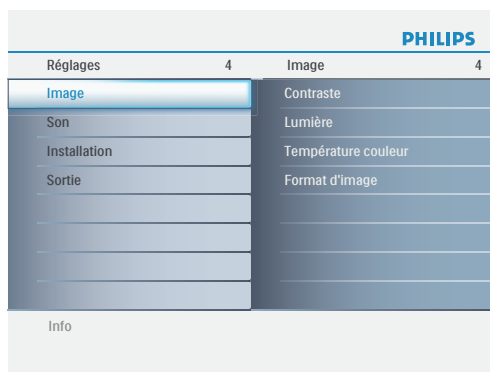 PHILIPS
Réglages 4 Image 4
Image Contraste
Son Lumière
Installation Température couleur
Sortie Format d'image
Info